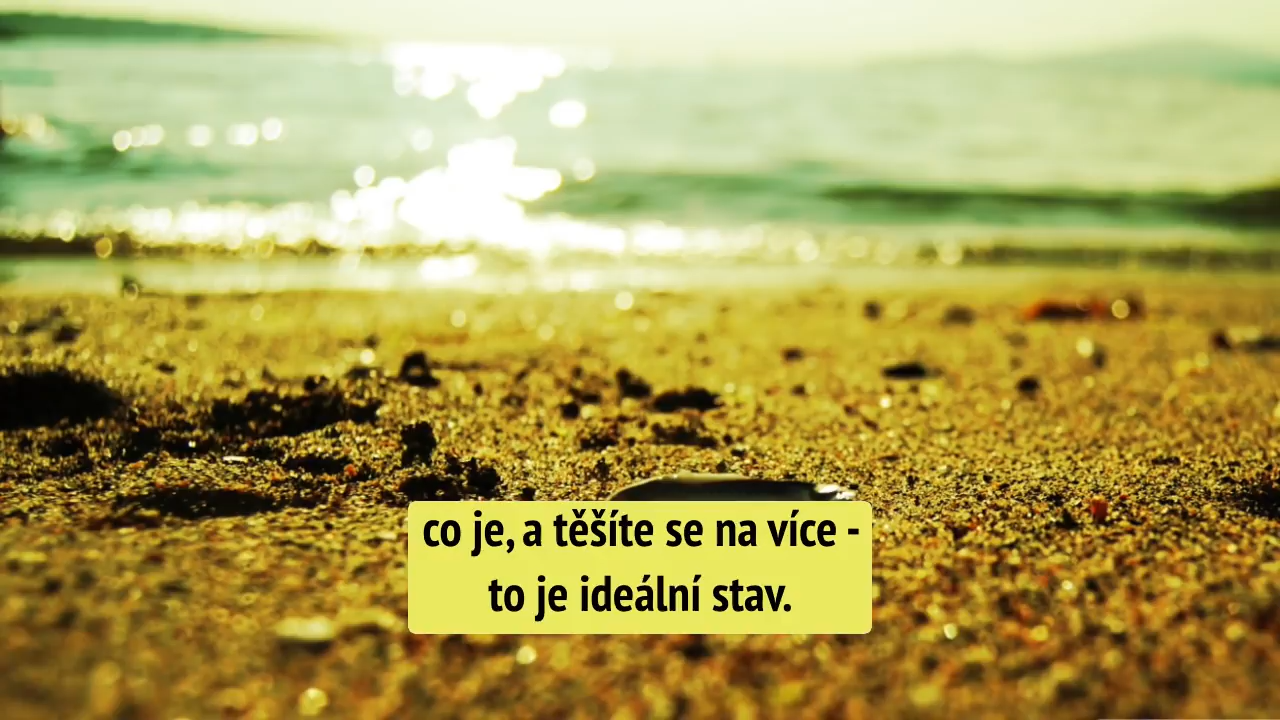 co je, a těšíte se na více -
to je ideální stav.